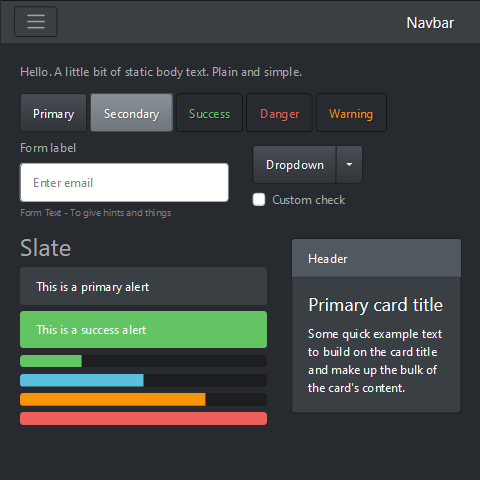 Navbar
Hello. A little bit of static body text. Plain and simple.
Primary Secondary Success Danger Warning
Form label
Enter email
Form Text - To give hints and things
Dropdown
Custom check
Slate
This is a primary alert
This is a success alert
Header
Primary card title
Some quick example text
to build on the card title
and make up the bulk of
the card's content.